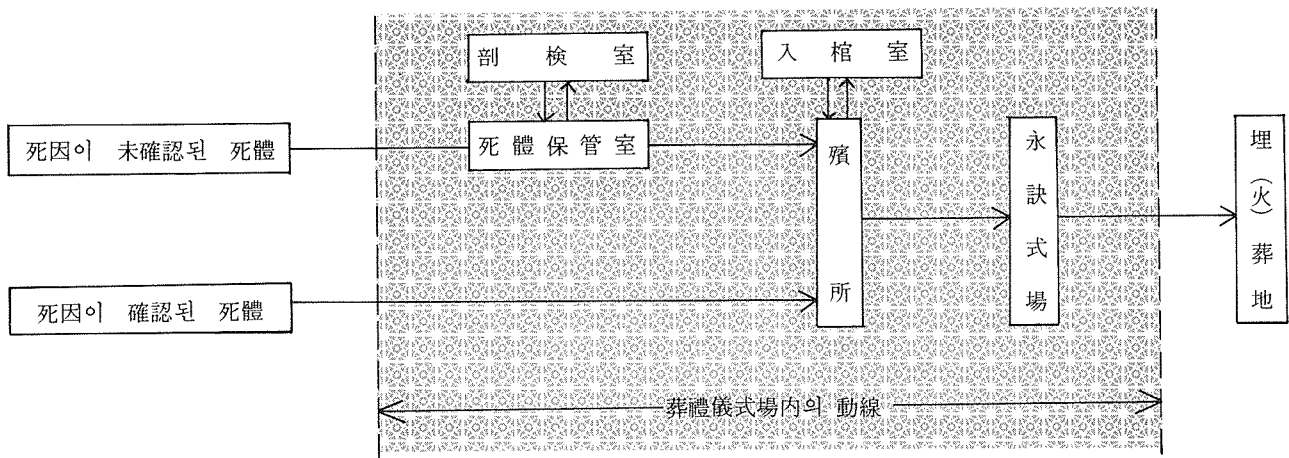 剖檢室
入棺室
死因이 未確認된 死體
死體保管室
殯所
永訣式場
埋(火)葬地
死因이 確認된 死體
葬禮儀式場內의 動線